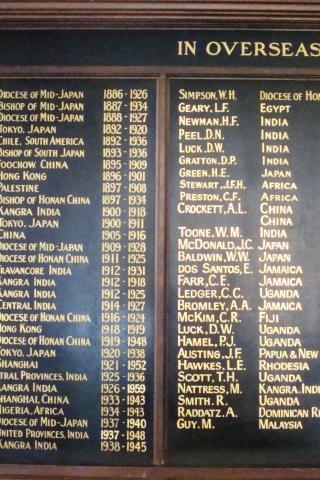 IN OVERSEAS
DIOCESE OF MID-JAPAN 1886-1926
BISHOP OF MID-JAPAN 1887-1934
DIOCESE OF MID-JAPAN 1888-1927
TOKYO, JAPAN 1892-1920
CHILE, SOUTH AMERICA 1892-1936
BISHOP OF SOUTH JAPAN 1893-1936
FOOCHOW CHINA 1895-1909
HONG KONG 1896-1901
PALESTINE 1897-1908
BISHOP OF HONAN CHINA 1897-1934
KANGRA INDIA 1900-1918
TOKYO, JAPAN 1900-1911
CHINA 1905-1916
DIOCESE OF MID-JAPAN 1909-1928
DIOCESE OF HONAN CHINA 1911-1925
TRAVANCORE INDIA 1912-1931
KANGRA INDIA 1912-1918
KANGRA INDIA 1912-1925
CENTRAL INDIA 1914-1927
DIOCESE OF HONAN CHINA 1916-1924
HONG KONG 1918-1919
DIOCESE OF HONAN CHINA 1919-1948
TOKYO, JAPAN 1920-1938
SHANGHAI 1921-1952
TRAL PROVINCES, INDIA 1925-1936
KANGRA INDIA 1926-1959
SHANGHAI, CHINA 1933-1943
NIGERIA, AFRICA 1934-1943
DIOCESE OF MID-JAPAN 1937-1940
UNITED PROVINCES, INDIA 1937-1948
KANGRA INDIA 1938-1945
SIMPSON, W.H. DIOCESE OF HON
GEARY, L.F. EGYPT
NEWMAN, H.F. INDIA
PEEL, D.N. INDIA
LUCK, D.W. INDIA
GRATTON, D.P. INDIA
GREEN, H.E. JAPAN
STEWART, J.F.H. AFRICA
PRESTON, C.F. AFRICA
CROCKETT, A.L. CHINA
CHINA
TOONE, W.M. INDIA
MCDONALD, J.C. JAPAN
BALDWIN, W.W. JAPAN
DOS SANTOS, E. JAMAICA
FARR, C.E. JAMAICA
LEDGER, C.C. UGANDA
BROMLEY, A.A. JAMAICA
MCKIM, C.R. FIJI
LUCK, D.W. UGANDA
HAMEL, P.J. UGANDA
AUSTING, J.F. PAPUA & NEW
HAWKES, L.E. RHODESIA
SCOTT, T.H. UGANDA
NATTRESS, M. KANGRA, INDI
SMITH, R. UGANDA
RADDATZ, A. DOMINICAN RE
GUY, M. MALAYSIA